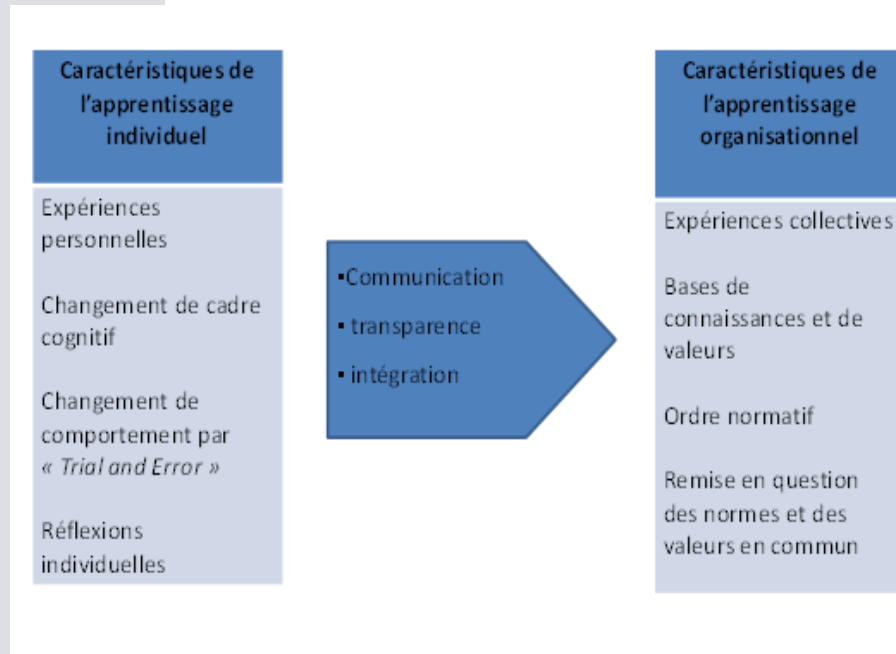 Caractéristiques de
l'apprentissage
individuel
Expériences
personnelles
Changement de cadre
cognitif
Changement de
comportement par
« Trial and Error »
Réflexions
individuelles
▪Communication
▪ transparence
▪ intégration
Caractéristiques de
l'apprentissage
organisationnel
Expériences collectives
Bases de
connaissances et de
valeurs
Ordre normatif
Remise en question
des normes et des
valeurs en commun